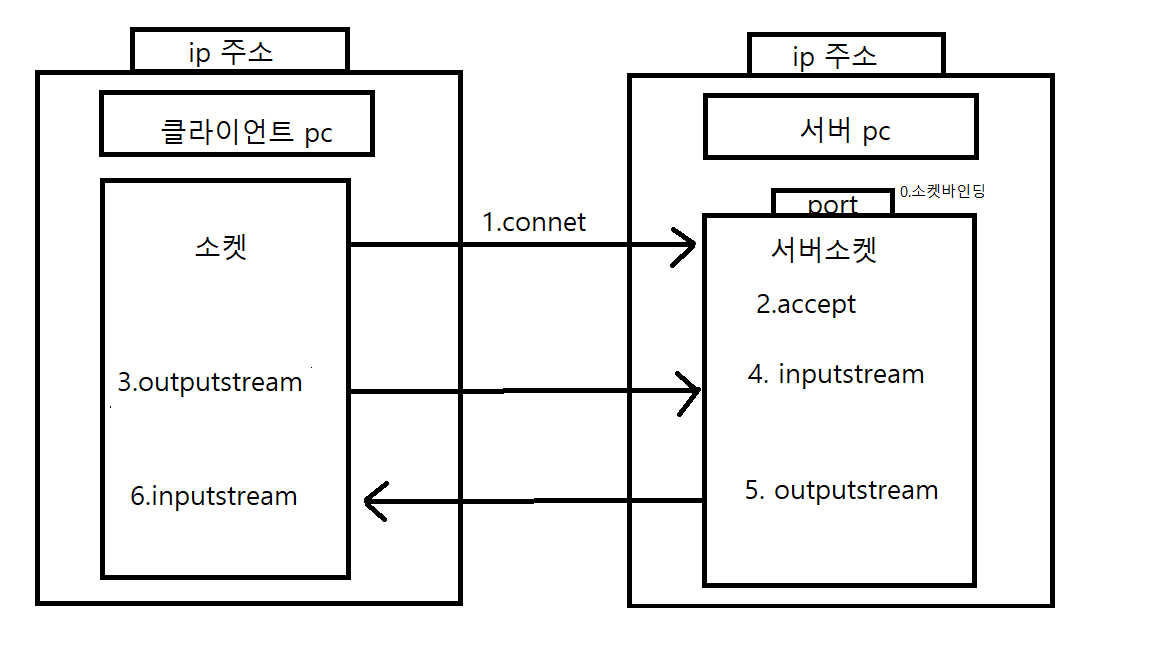 ip 주소
클라이언트 pc
소켓
3.outputstream
6.inputstream
1.connet
ip 주소
서버 pc
port
0.소켓바인딩
서버소켓
2.accept
4. inputstream
5. outputstream